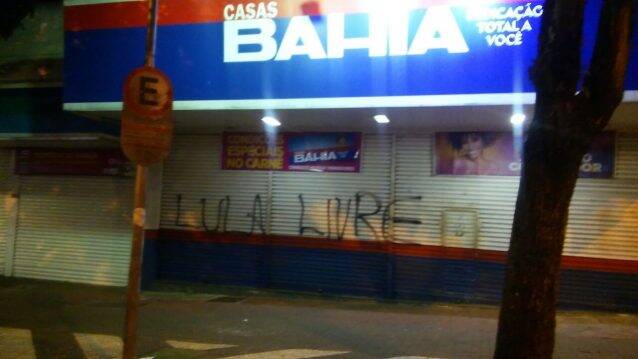 CASAS
BAHIA
DEDICAÇÃO
TOTAL A
VOCÊ
E
CONDIÇÕES
ESPECIAIS
NO CARNÊ
BAHIA
LULA LIVRE